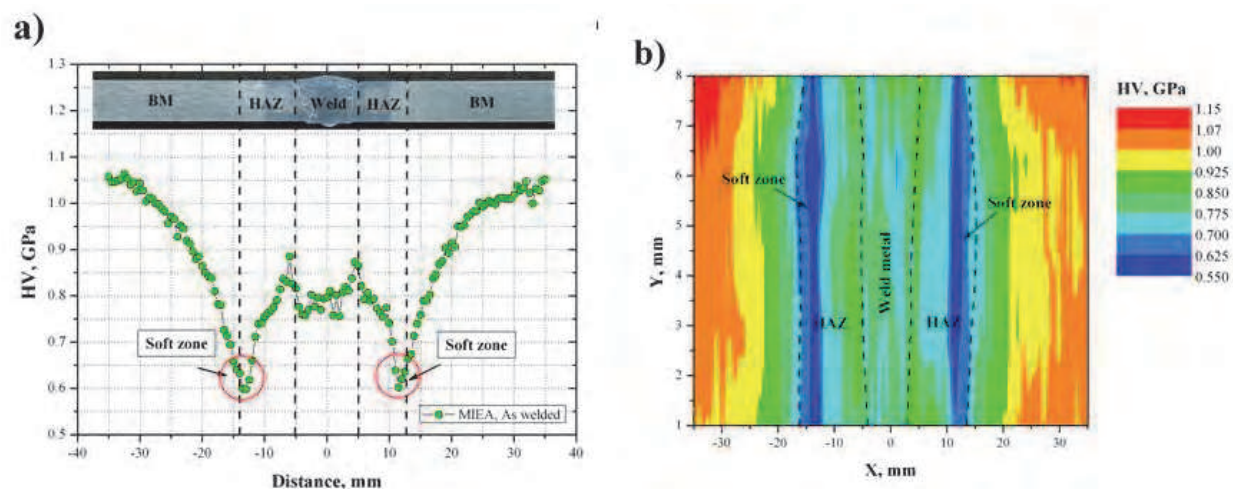 a)
1.3
1.2
1.1
1.0
0.9
0.8
0.7
0.6
0.5
HV, GPa
BM
HAZ
Weld
HAZ
BM
Soft zone
Soft zone
MIEA, As welded
-40 -30 -20 -10 0 10 20 30 40
Distance, mm
b)
8
7
6
5
4
3
2
1
Y, mm
Soft zone
Soft zone
Weld metal
HAZ
HAZ
-30 -20 -10 0 10 20 30
X, mm
HV, GPa
1.15
1.07
1.00
0.925
0.850
0.775
0.700
0.625
0.550